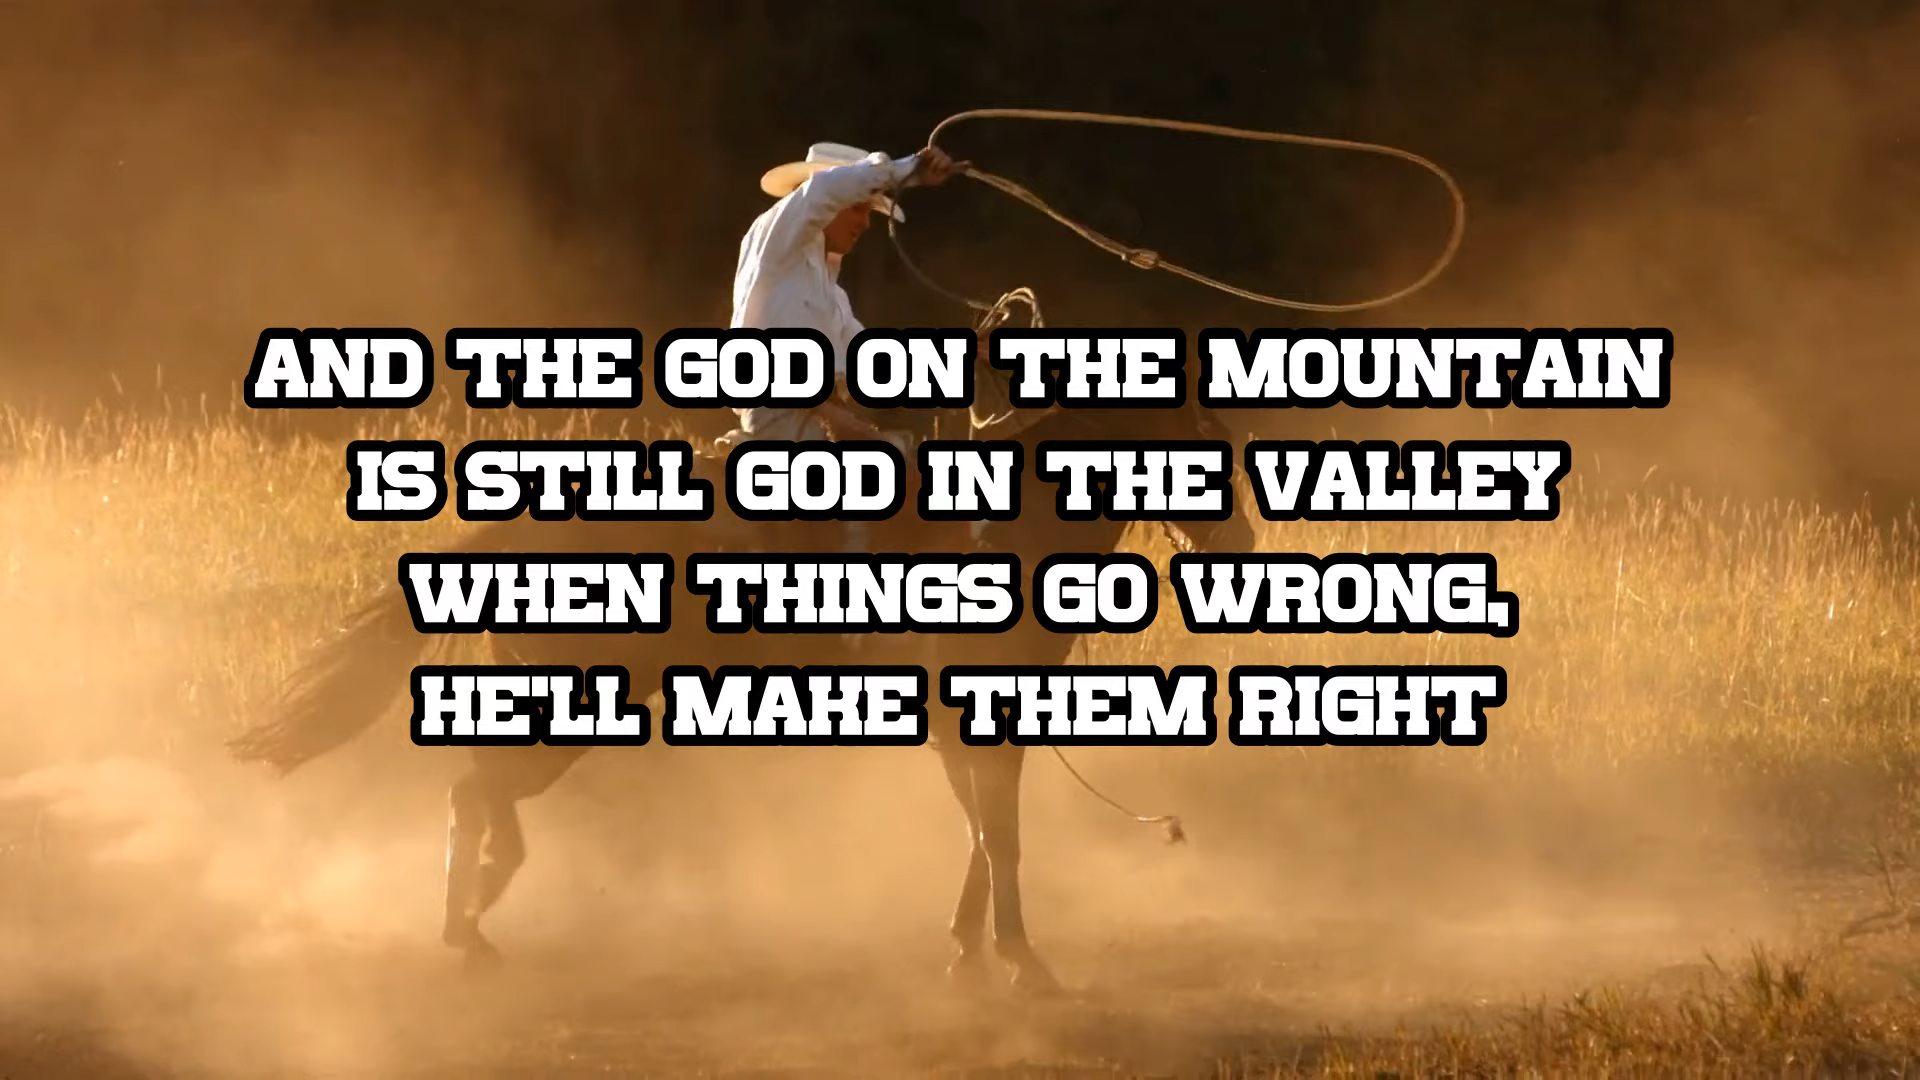 AND THE GOD ON THE MOUNTAIN
IS STILL GOD IN THE VALLEY
WHEN THINGS GO WRONG,
HE'LL MAKE THEM RIGHT